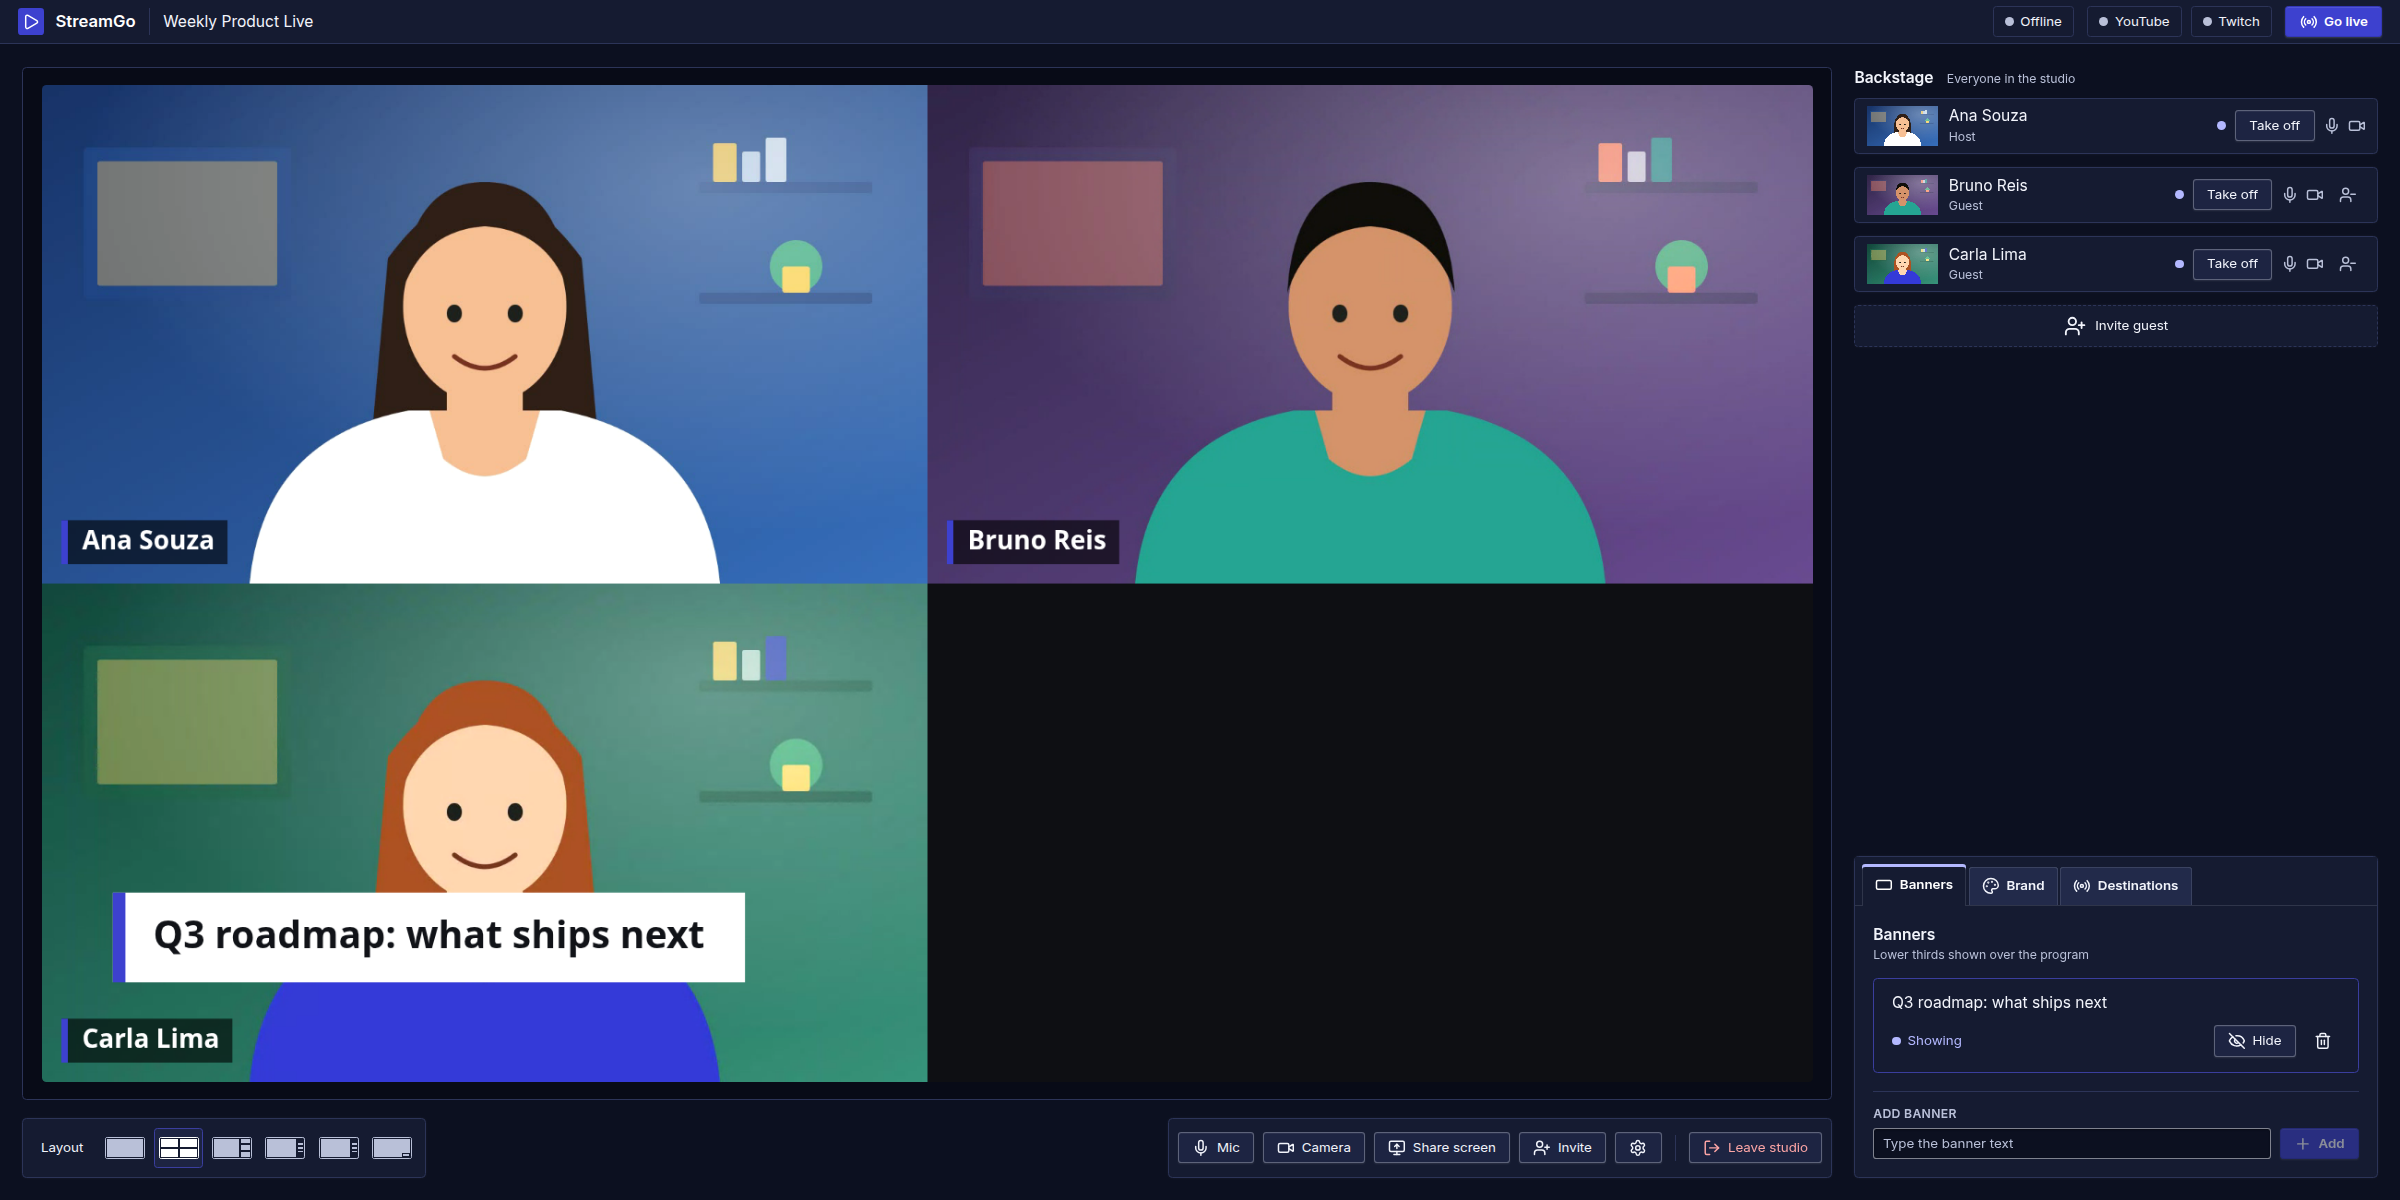 StreamGo
Weekly Product Live
Offline
YouTube
Twitch
Go live
Ana Souza
Bruno Reis
Q3 roadmap: what ships next
Carla Lima
Layout
Mic
Camera
Share screen
Invite
Leave studio
Backstage
Everyone in the studio
Ana Souza
Host
Take off
Bruno Reis
Guest
Take off
Carla Lima
Guest
Take off
Invite guest
Banners
Brand
Destinations
Banners
Lower thirds shown over the program
Q3 roadmap: what ships next
Showing
Hide
ADD BANNER
Type the banner text
Add